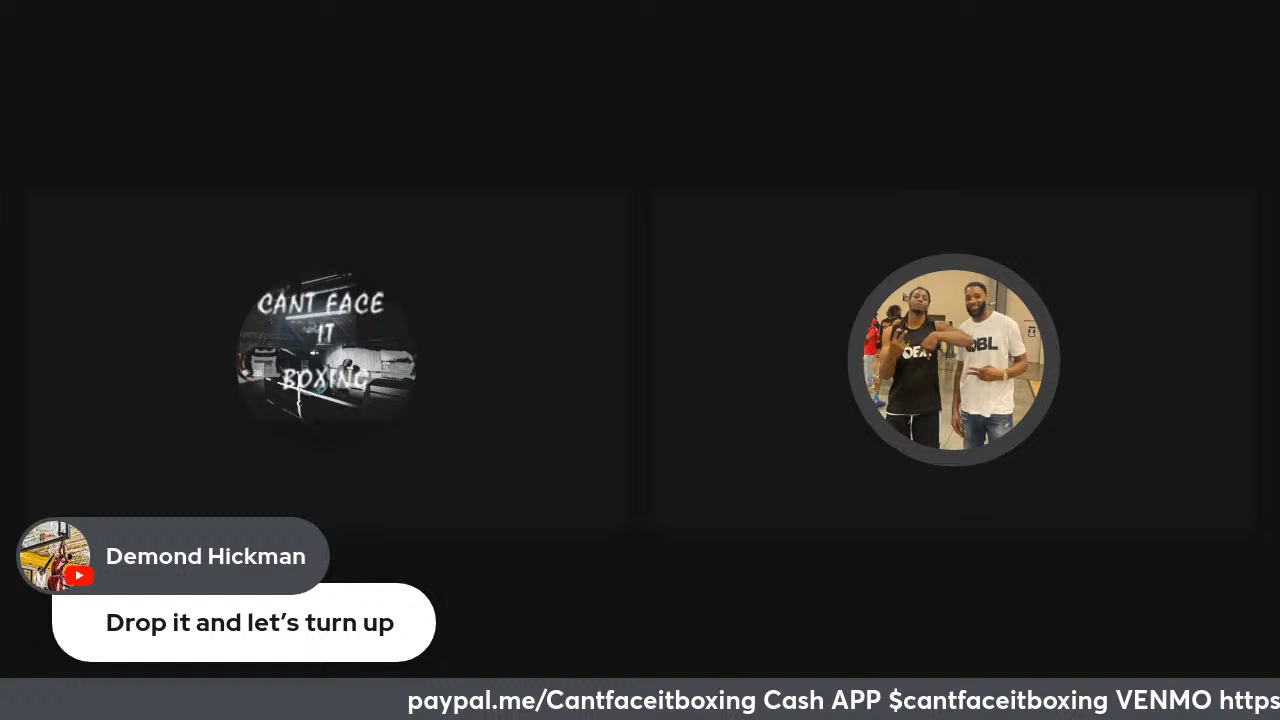 CANT FACE
IT
BOXING
QBL
Demond Hickman
Drop it and let's turn up
paypal.me/Cantfaceitboxing Cash APP $cantfaceitboxing VENMO https